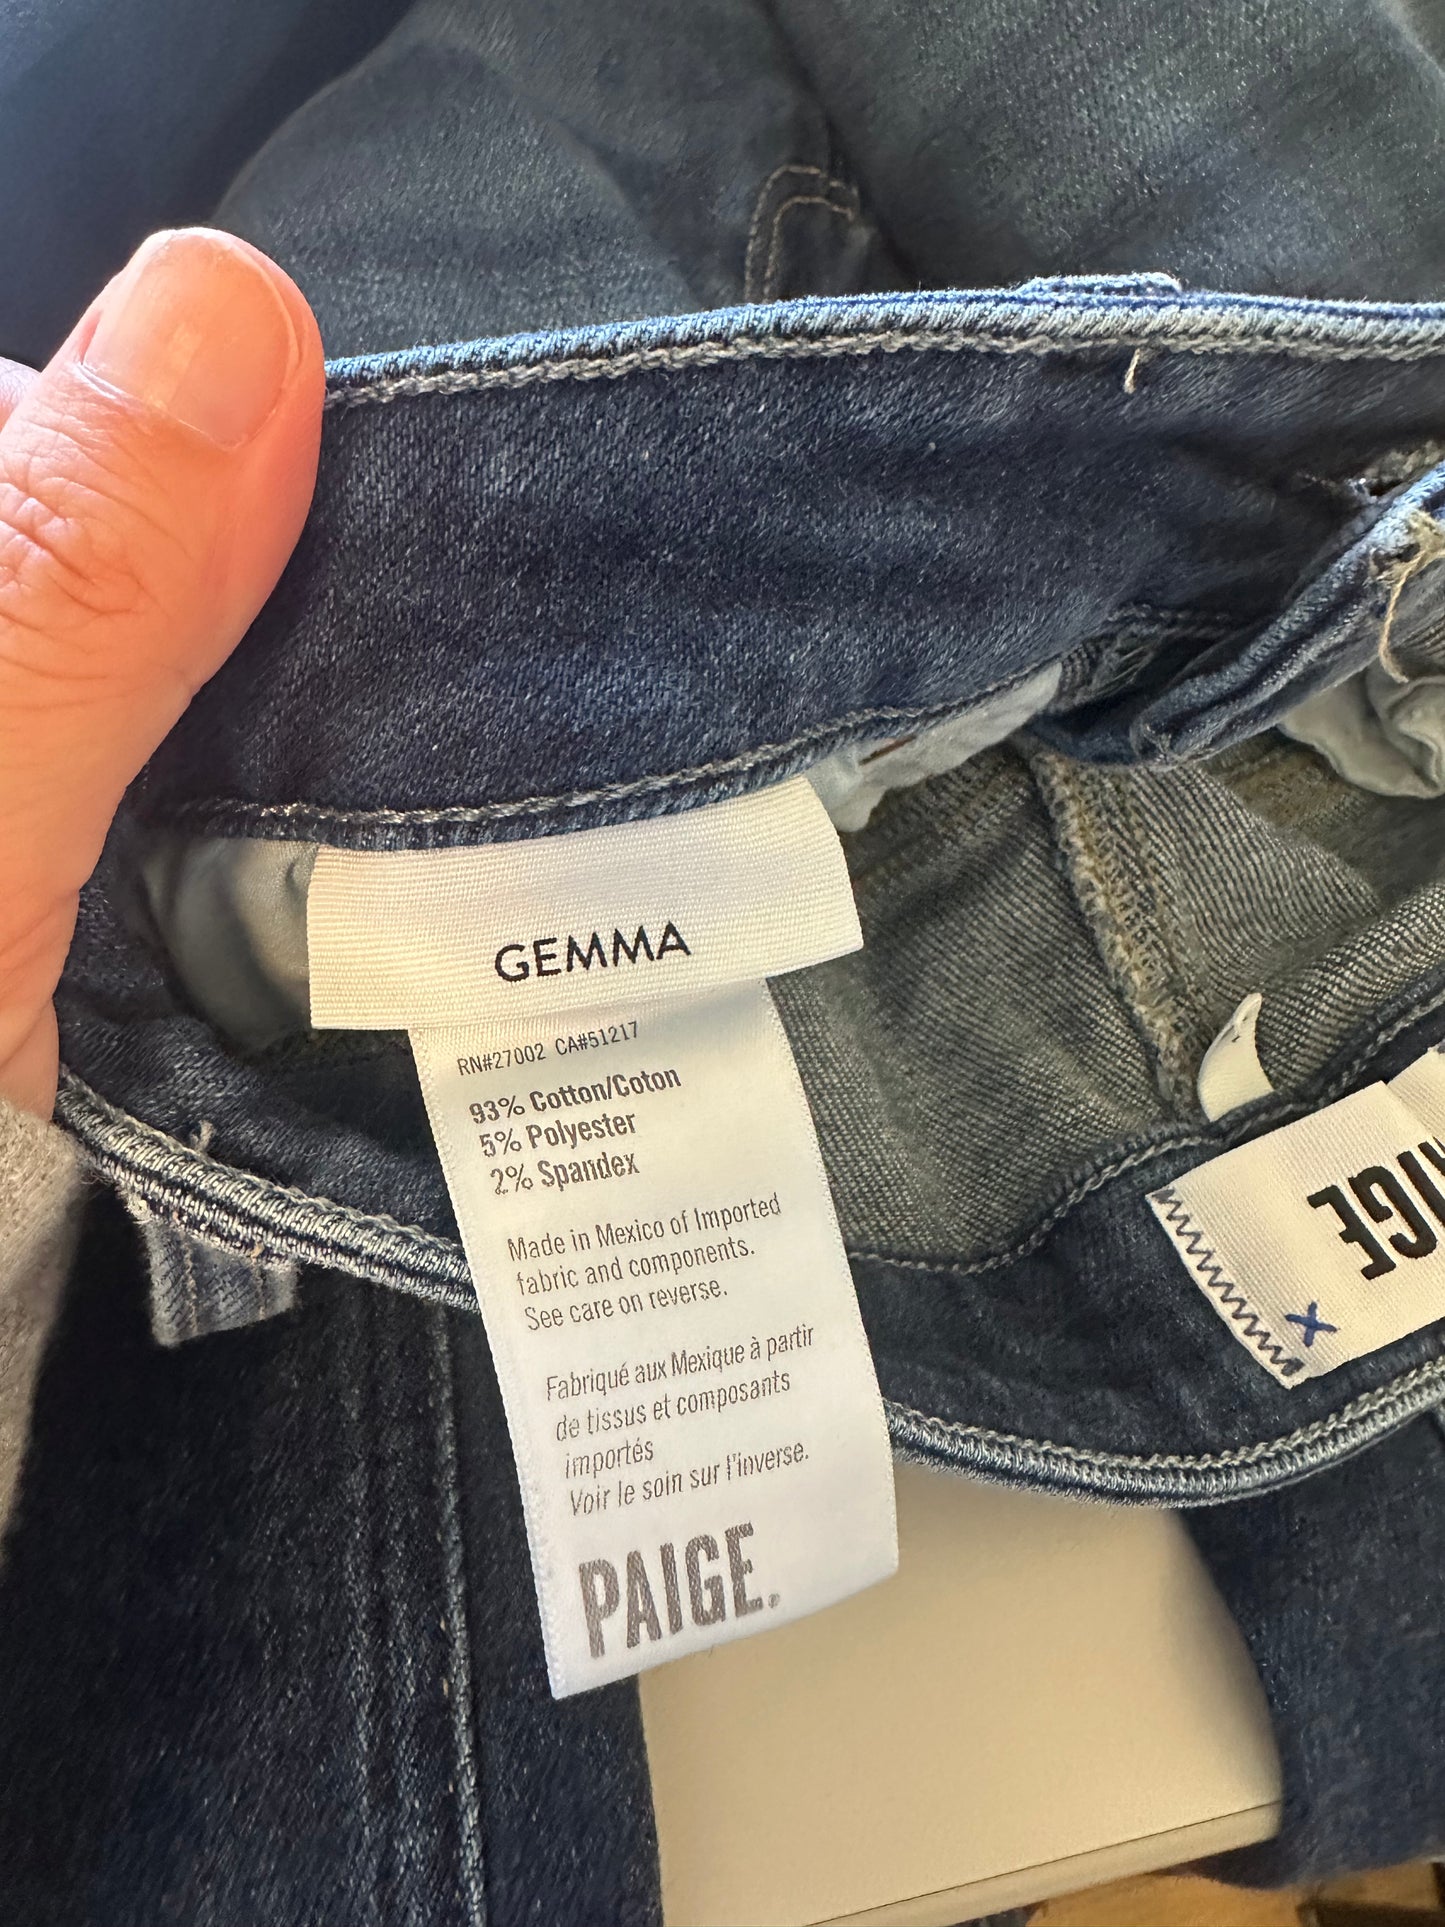 GEMMA
RN#27002 CA#51217
93% Cotton/Coton
5% Polyester
2% Spandex
Made in Mexico of Imported
fabric and components.
See care on reverse.
Fabriqué aux Mexique à partir
de tissus et composants
importés
Voir le soin sur l'inverse.
PAIGE.
AIGE